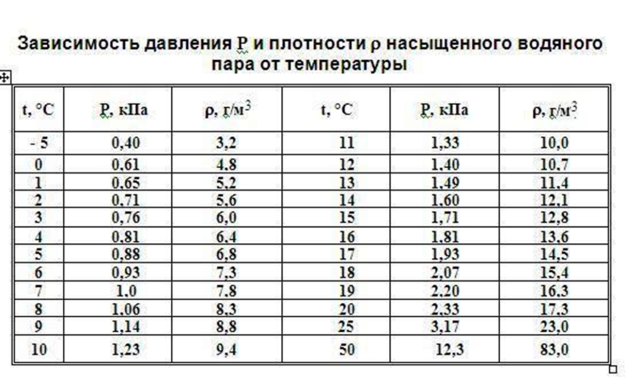 Зависимость давления P и плотности ρ насыщенного водяного
пара от температуры
t, °С P, кПа ρ, г/м3 t, °С P, кПа ρ, г/м3
- 5 0,40 3,2 11 1,33 10,0
0 0,61 4,8 12 1,40 10,7
1 0,65 5,2 13 1,49 11,4
2 0,71 5,6 14 1,60 12,1
3 0,76 6,0 15 1,71 12,8
4 0,81 6,4 16 1,81 13,6
5 0,88 6,8 17 1,93 14,5
6 0,93 7,3 18 2,07 15,4
7 1,0 7,8 19 2,20 16,3
8 1,06 8,3 20 2,33 17,3
9 1,14 8,8 25 3,17 23,0
10 1,23 9,4 50 12,3 83,0